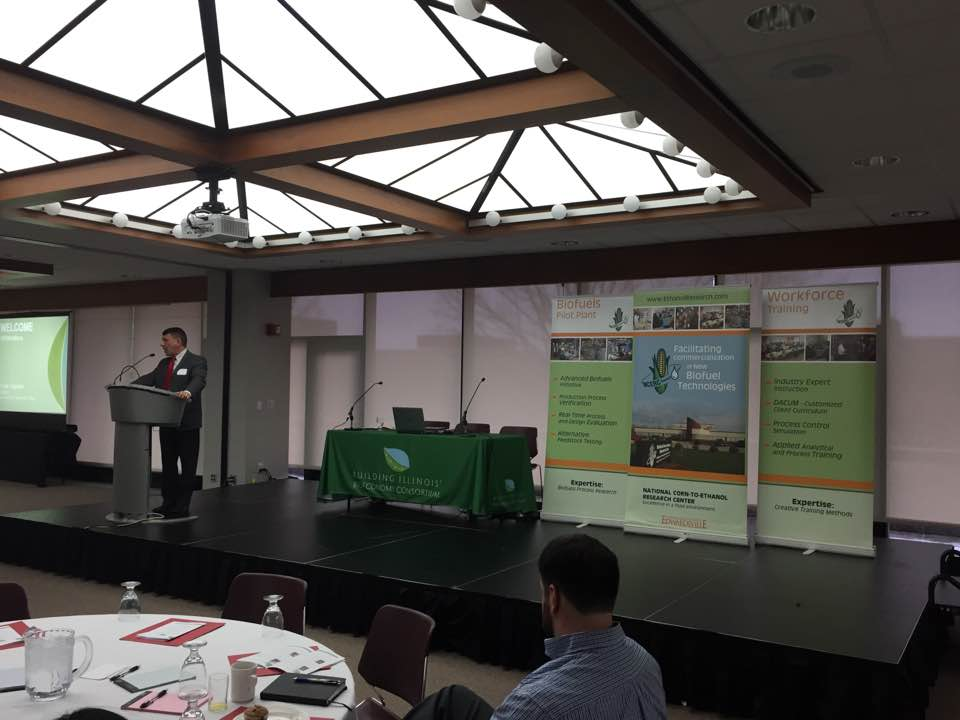 WELCOME
BUILDING ILLINOIS'
BIOECONOMY CONSORTIUM
Biofuels
Pilot Plant
Advanced Biofuels
Initiative
Production Process
Verification
Real-Time Process
and Design Evaluation
Alternative
Feedstock Testing
Expertise:
Biofuels Process Research
www.EthanolResearch.com
Facilitating
commercialization
of New
Biofuel
Technologies
NCERC
NATIONAL CORN-TO-ETHANOL
RESEARCH CENTER
Excellence in a fluid environment
EDWARDSVILLE
Workforce
Training
Industry Expert
Instruction
DACUM - Customized
Client Curriculum
Process Control
Simulation
Applied Analytical
and Process Training
Expertise:
Creative Training Methods